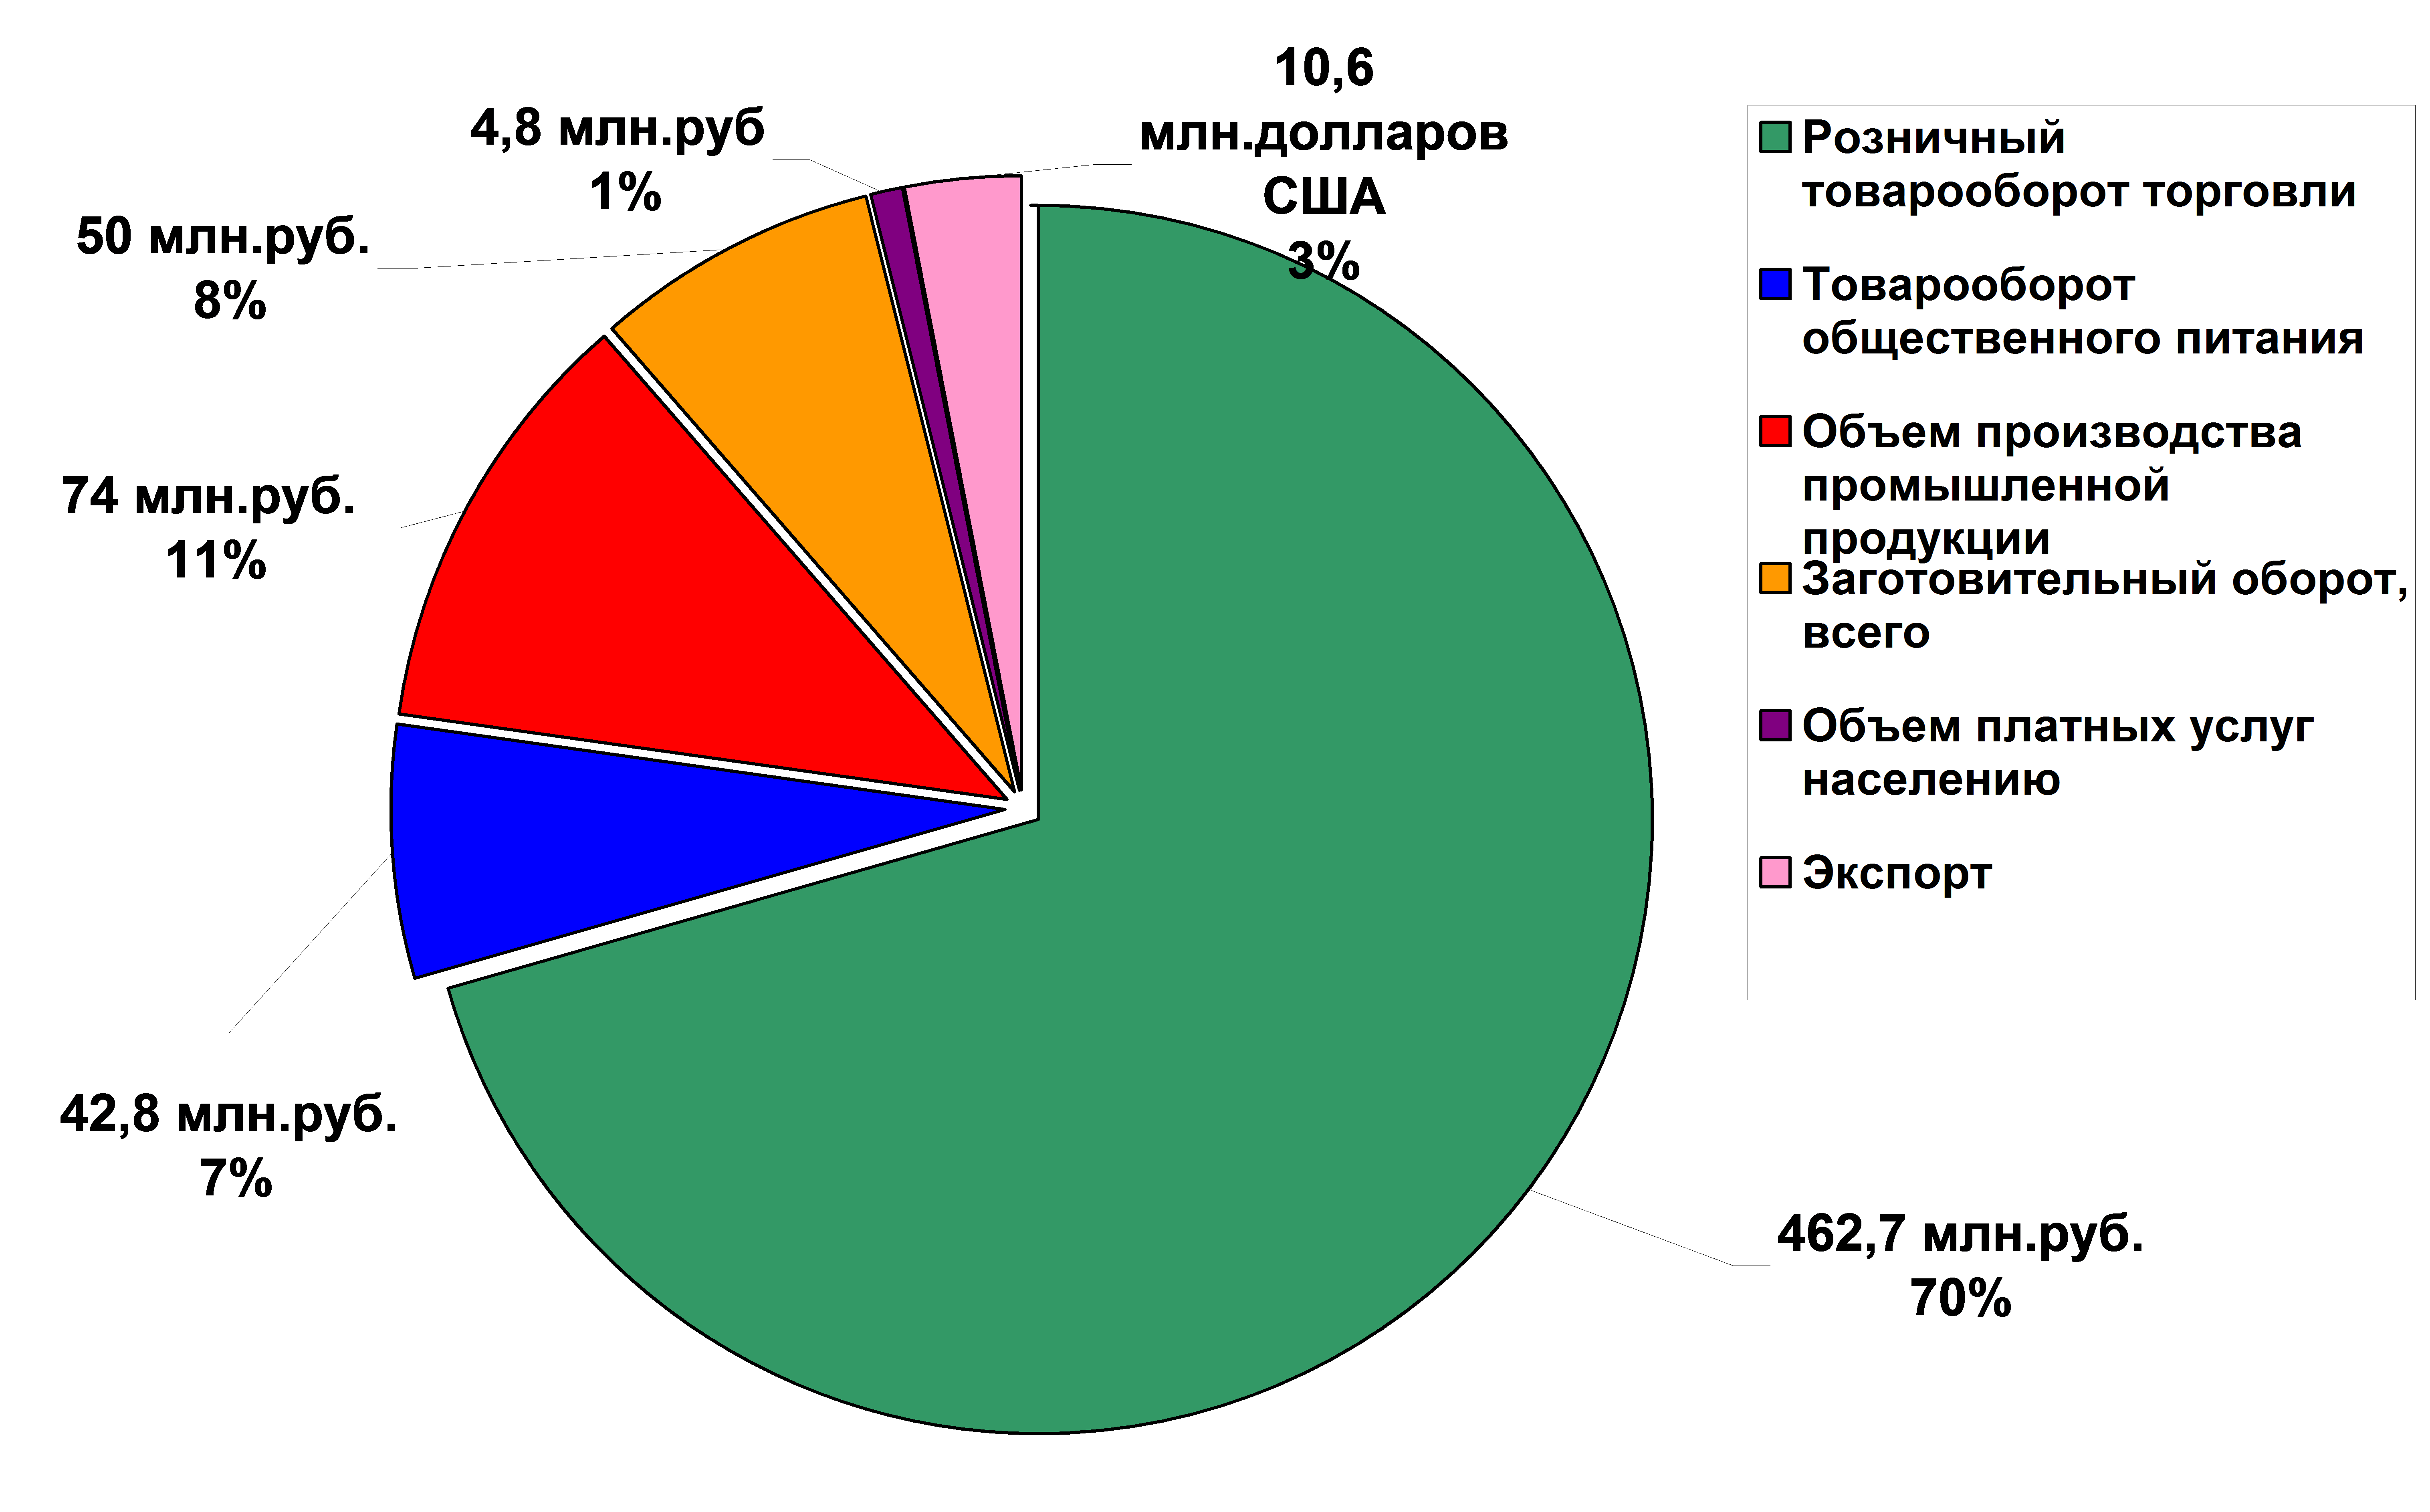 10,6
млн.долларов
США
3%
4,8 млн.руб
1%
50 млн.руб.
8%
74 млн.руб.
11%
42,8 млн.руб.
7%
462,7 млн.руб.
70%
Розничный
товарооборот торговли
Товарооборот
общественного питания
Объем производства
промышленной
продукции
Заготовительный оборот,
всего
Объем платных услуг
населению
Экспорт